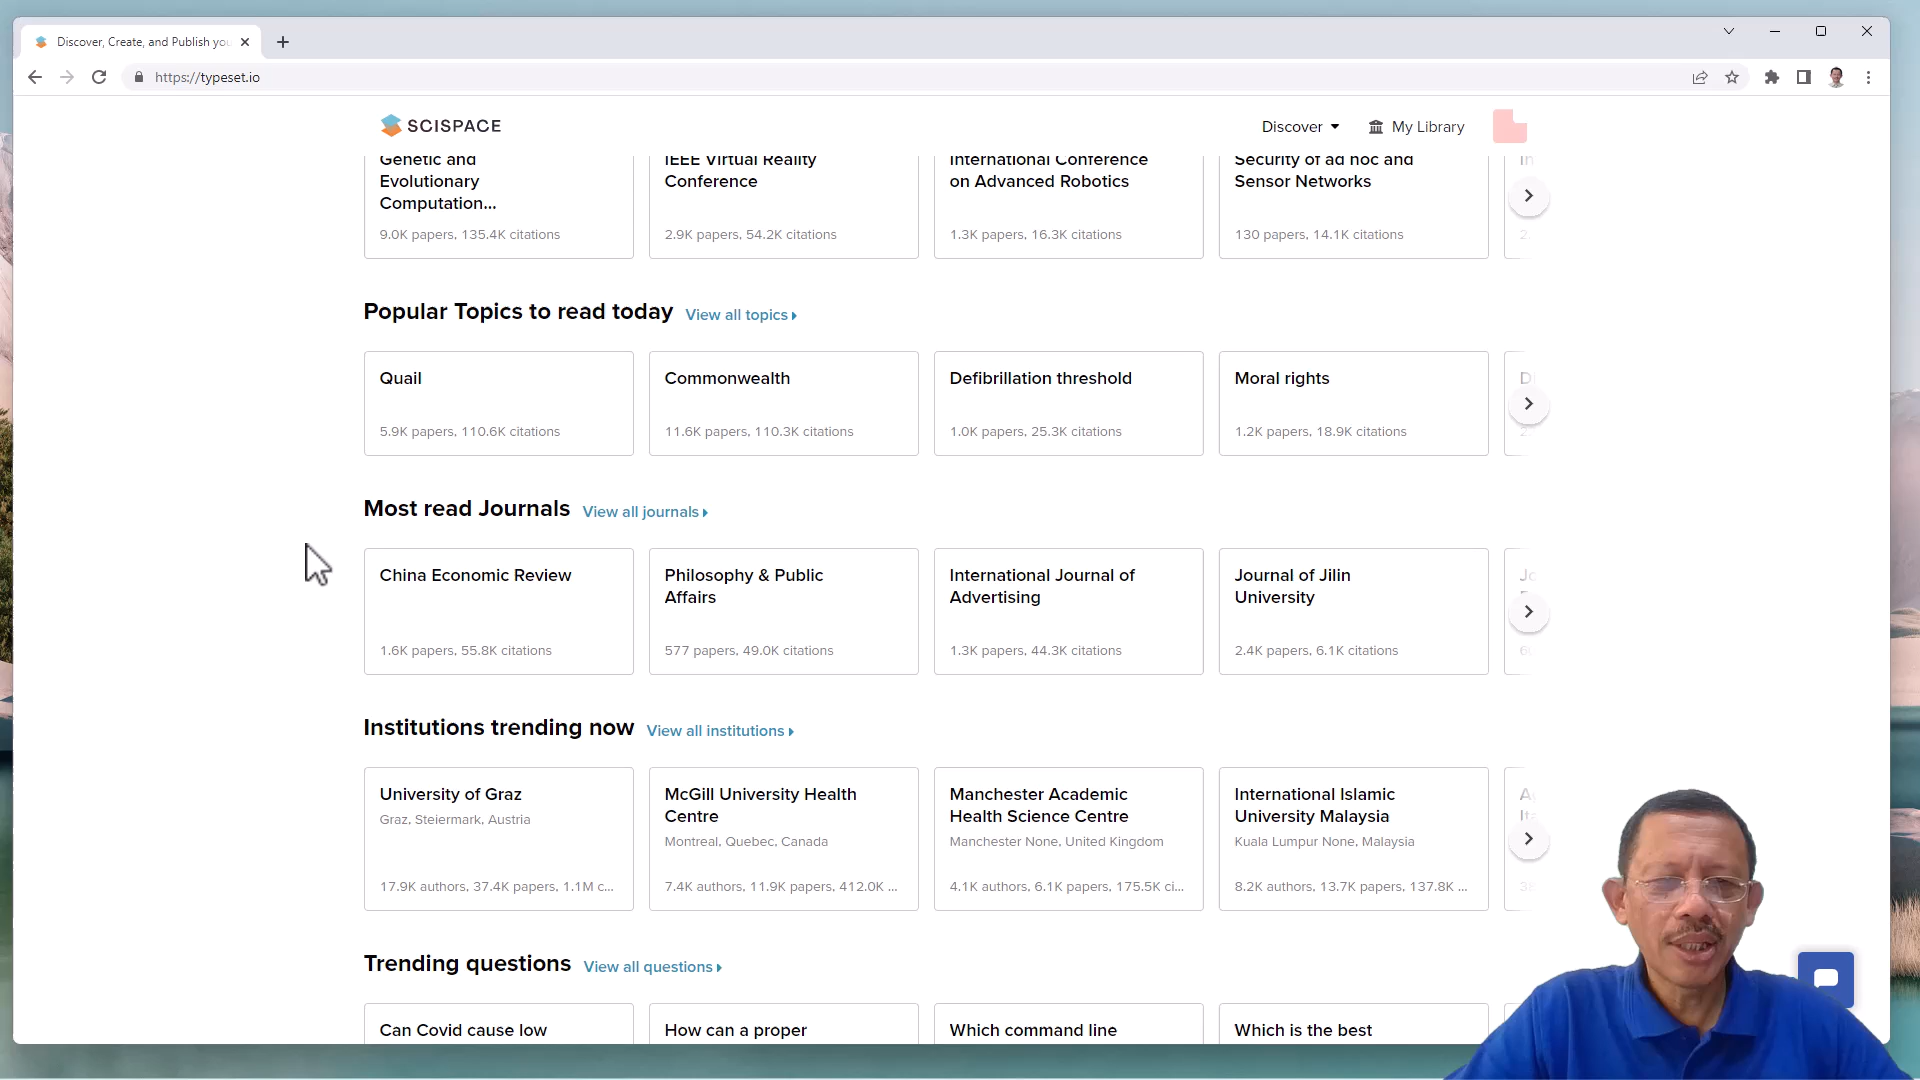 Discover, Create, and Publish you
https://typeset.io
SCISPACE
Discover
My Library
Genetic and
Evolutionary
Computation...
9.0K papers, 135.4K citations
IEEE Virtual Reality
Conference
2.9K papers, 54.2K citations
International Conference
on Advanced Robotics
1.3K papers, 16.3K citations
Security of ad hoc and
Sensor Networks
130 papers, 14.1K citations
In
2.
Popular Topics to read today
View all topics
Quail
5.9K papers, 110.6K citations
Commonwealth
11.6K papers, 110.3K citations
Defibrillation threshold
1.0K papers, 25.3K citations
Moral rights
1.2K papers, 18.9K citations
Most read Journals
View all journals
China Economic Review
1.6K papers, 55.8K citations
Philosophy & Public
Affairs
577 papers, 49.0K citations
International Journal of
Advertising
1.3K papers, 44.3K citations
Journal of Jilin
University
2.4K papers, 6.1K citations
Institutions trending now
View all institutions
University of Graz
Graz, Steiermark, Austria
17.9K authors, 37.4K papers, 1.1M c...
McGill University Health
Centre
Montreal, Quebec, Canada
7.4K authors, 11.9K papers, 412.0K ...
Manchester Academic
Health Science Centre
Manchester None, United Kingdom
4.1K authors, 6.1K papers, 175.5K ci...
International Islamic
University Malaysia
Kuala Lumpur None, Malaysia
8.2K authors, 13.7K papers, 137.8K ...
Trending questions
View all questions
Can Covid cause low
How can a proper
Which command line
Which is the best